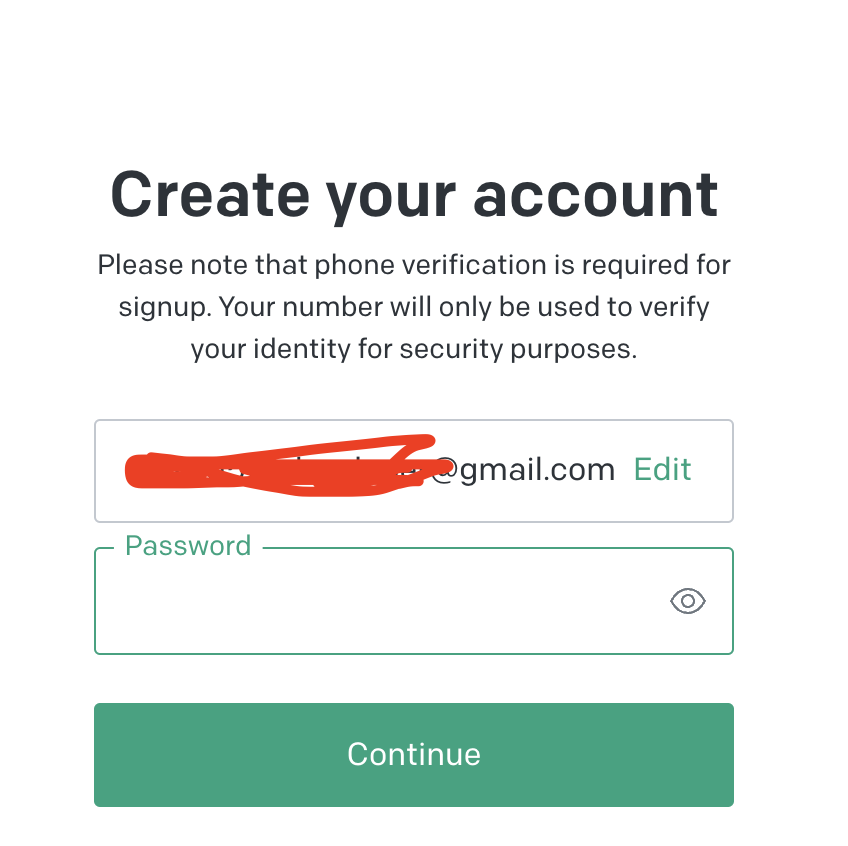 Create your account
Please note that phone verification is required for
signup. Your number will only be used to verify
your identity for security purposes.
@gmail.com Edit
Password
Continue